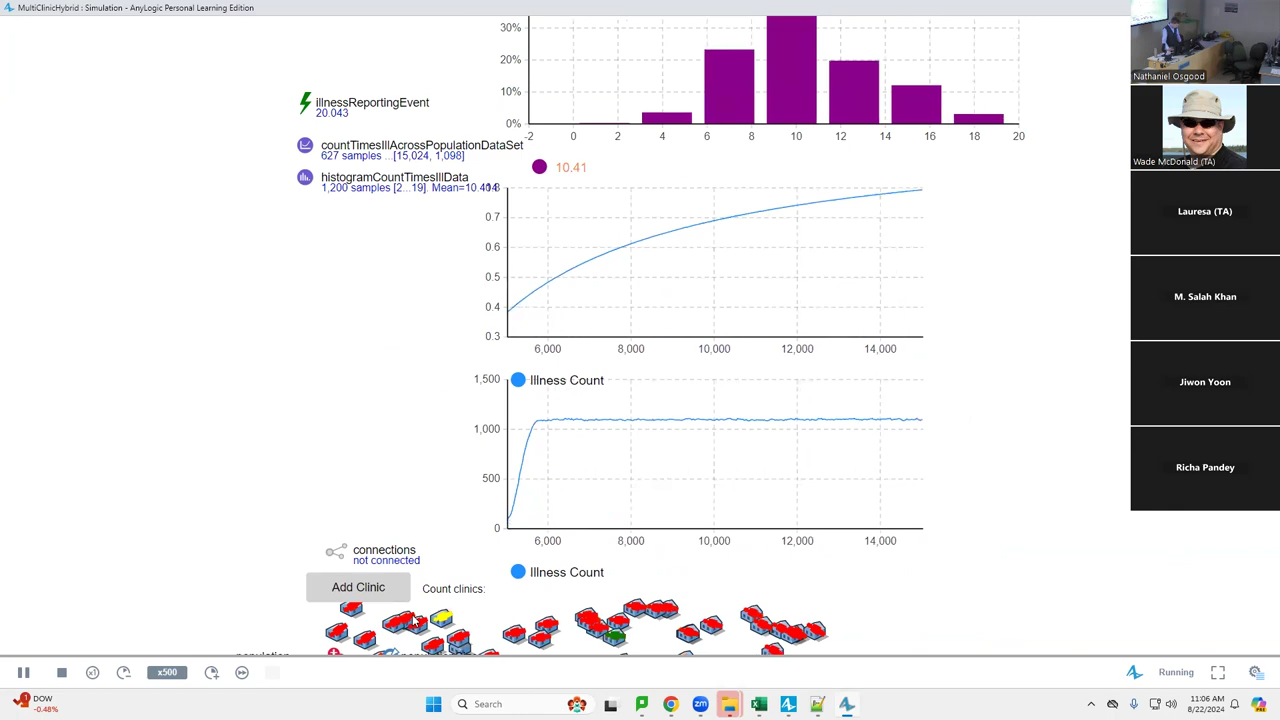 MultiClinicHybrid : Simulation - AnyLogic Personal Learning Edition
30%
20%
10%
0%
-2 0 2 4 6 8 10 12 14 16 18 20
illnessReportingEvent
20.043
countTimesIllAcrossPopulationDataSet
627 samples ...[15,024, 1,098]
histogramCountTimesIllData
1,200 samples [2...19]. Mean=10.414
10.41
0.8
0.7
0.6
0.5
0.4
0.3
6,000 8,000 10,000 12,000 14,000
Illness Count
1,500
1,000
500
0
6,000 8,000 10,000 12,000 14,000
Illness Count
connections
not connected
Add Clinic
Count clinics:
x500
x1
Running
Nathaniel Osgood
Wade McDonald (TA)
Lauresa (TA)
M. Salah Khan
Jiwon Yoon
Richa Pandey
1
DOW
-0.48%
Search
zm
11:06 AM
8/22/2024